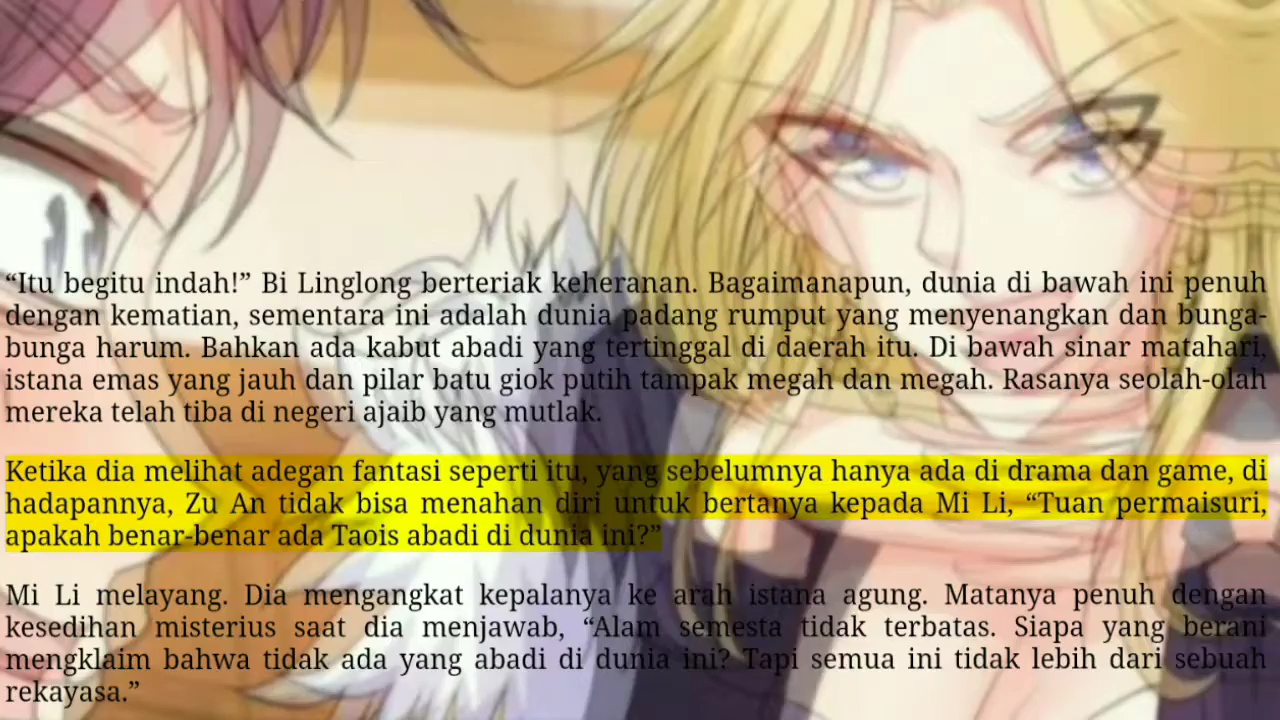 “Itu begitu indah!” Bi Linglong berteriak keheranan. Bagaimanapun, dunia di bawah ini penuh
dengan kematian, sementara ini adalah dunia padang rumput yang menyenangkan dan bunga-
bunga harum. Bahkan ada kabut abadi yang tertinggal di daerah itu. Di bawah sinar matahari,
istana emas yang jauh dan pilar batu giok putih tampak megah dan megah. Rasanya seolah-olah
mereka telah tiba di negeri ajaib yang mutlak.
Ketika dia melihat adegan fantasi seperti itu, yang sebelumnya hanya ada di drama dan game, di
hadapannya, Zu An tidak bisa menahan diri untuk bertanya kepada Mi Li, “Tuan permaisuri,
apakah benar-benar ada Taois abadi di dunia ini?”
Mi Li melayang. Dia mengangkat kepalanya ke arah istana agung. Matanya penuh dengan
kesedihan misterius saat dia menjawab, “Alam semesta tidak terbatas. Siapa yang berani
mengklaim bahwa tidak ada yang abadi di dunia ini? Tapi semua ini tidak lebih dari sebuah
rekayasa.”